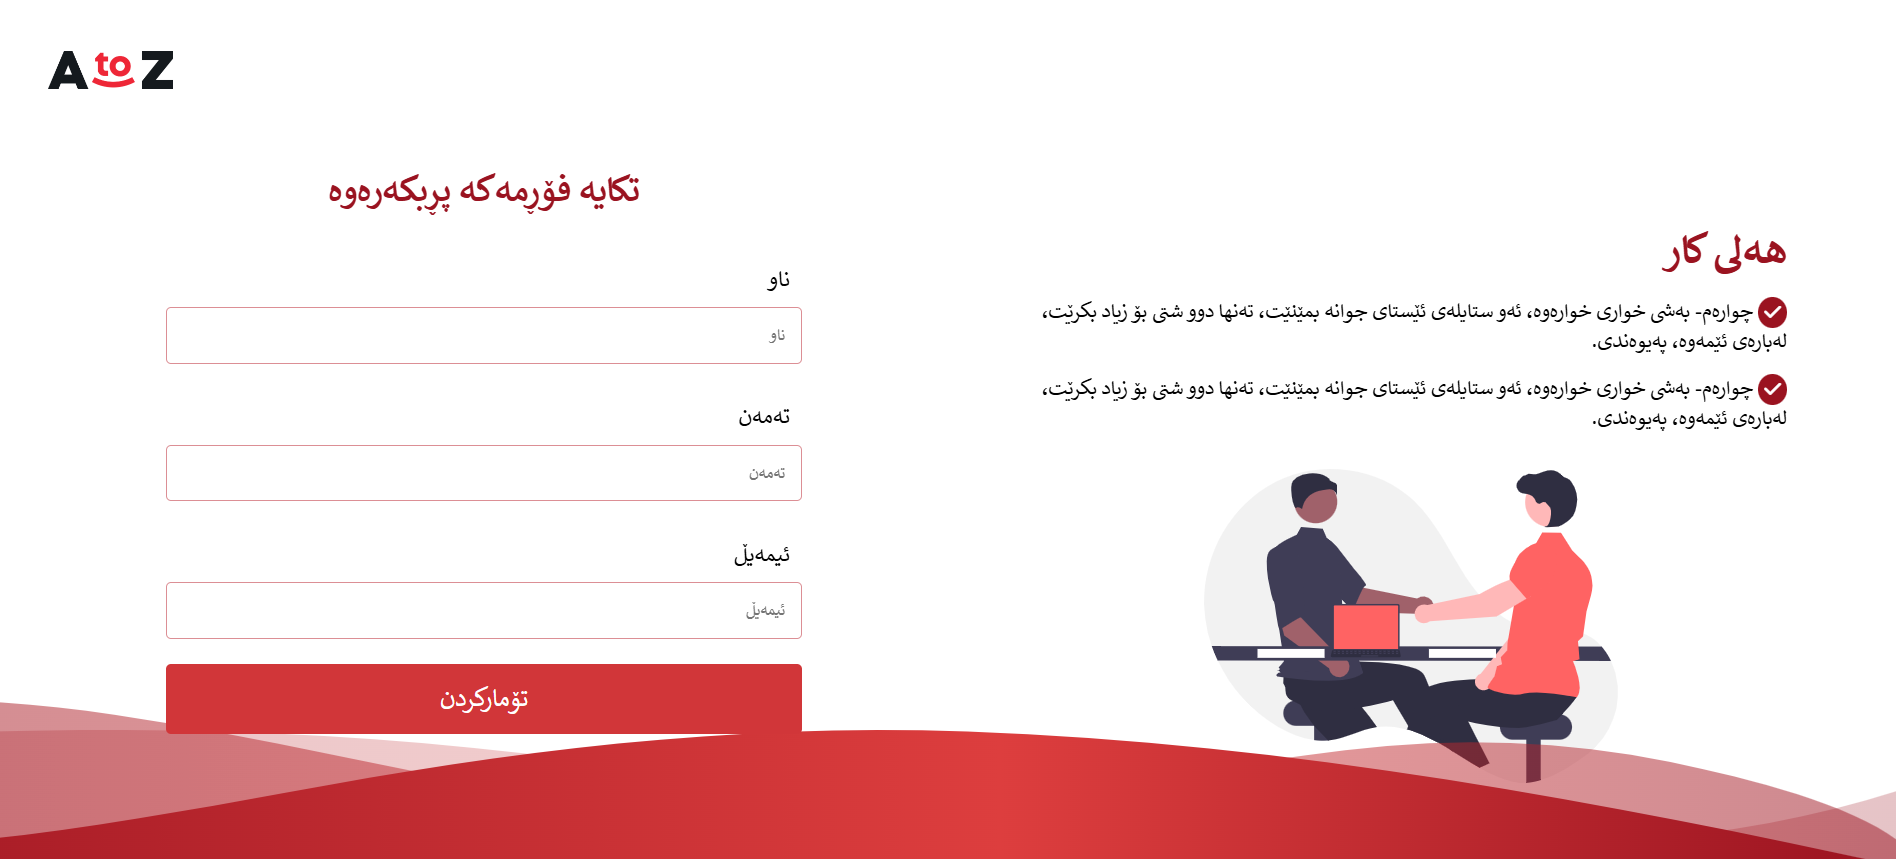 A to Z
هەلی کار
چوارەم- بەشی خواری خوارەوە، ئەو ستایلەی ئێستای جوانە بمێنێت، تەنها دوو شتی بۆ زیاد بکرێت،
لەبارەی ئێمەوە، پەیوەندی.
چوارەم- بەشی خواری خوارەوە، ئەو ستایلەی ئێستای جوانە بمێنێت، تەنها دوو شتی بۆ زیاد بکرێت،
لەبارەی ئێمەوە، پەیوەندی.
تکایە فۆڕمەکە پڕبکەرەوە
ناو
ناو
تەمەن
تەمەن
ئیمەیڵ
ئیمەیڵ
تۆمارکردن